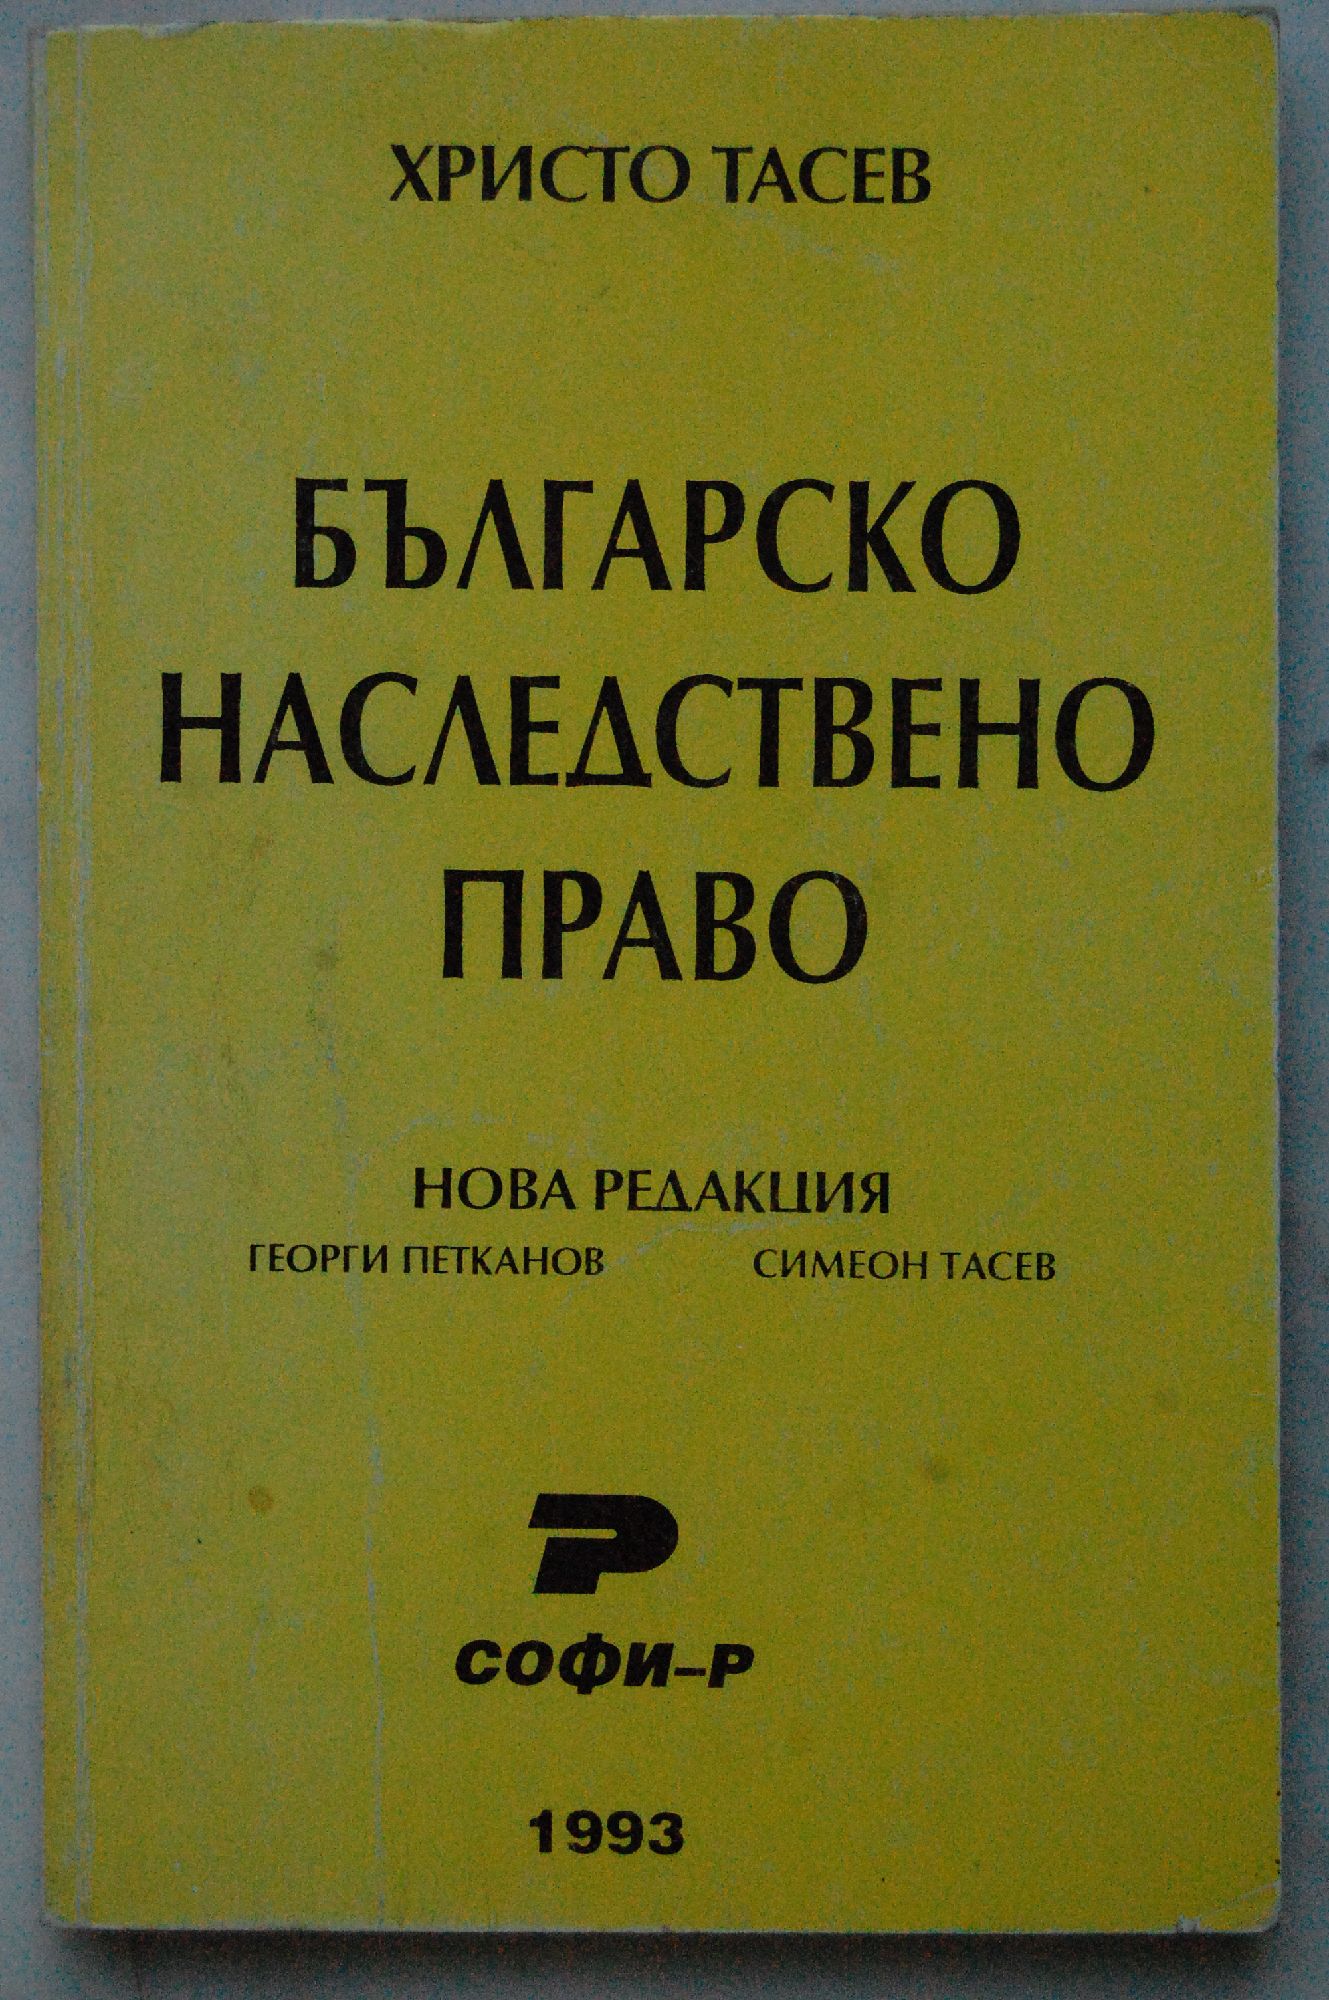 ХРИСТО ТАСЕВ
БЪЛГАРСКО
НАСЛЕДСТВЕНО
ПРАВО
НОВА РЕДАКЦИЯ
ГЕОРГИ ПЕТКАНОВ СИМЕОН ТАСЕВ
Р
СОФИ-Р
1993